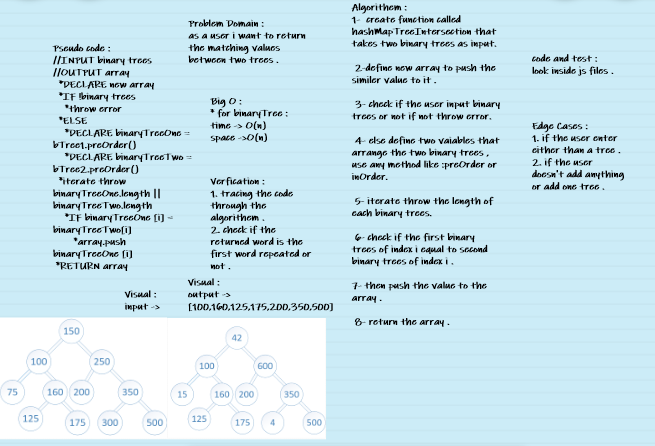 Pseudo code :
//INPUT binary trees
//OUTPUT array
*DECLARE new array
*IF !binary trees
*throw error
*ELSE
*DECLARE binaryTreeOne =
bTree1.preOrder()
*DECLARE binaryTreeTwo =
bTree2.preOrder()
*iterate throw
binaryTreeOne.length ||
binaryTreeTwo.length
*IF binaryTreeOne [i] =
binaryTreeTwo[i]
*array.push
binaryTreeOne [i]
*RETURN array
Problem Domain :
as a user i want to return
the matching values
between two trees .
Big O :
* for binaryTree :
time -> O(n)
space ->O(n)
Verfication :
1. tracing the code
through the
algorithem .
2. check if the
returned word is the
first word repeated or
not .
Visual :
input ->
Visual :
output ->
[100,160,125,175,200,350,500]
150
100
250
75
160
200
350
125
175
300
500
42
100
600
15
160
200
350
125
175
4
500
Algorithem :
1- create function called
hashMapTreeIntersection that
takes two binary trees as input.
2-define new array to push the
similer value to it .
3- check if the user input binary
trees or not if not throw error.
4- else define two vaiables that
arrange the two binary trees ,
use any method like :preOrder or
inOrder.
5- iterate throw the length of
each binary trees.
6- check if the first binary
trees of index i equal to second
binary trees of index i .
7- then push the value to the
array .
8- return the array .
code and test :
look inside js files .
Edge Cases :
1. if the user enter
either than a tree .
2. if the user
doesn't add anything
or add one tree .